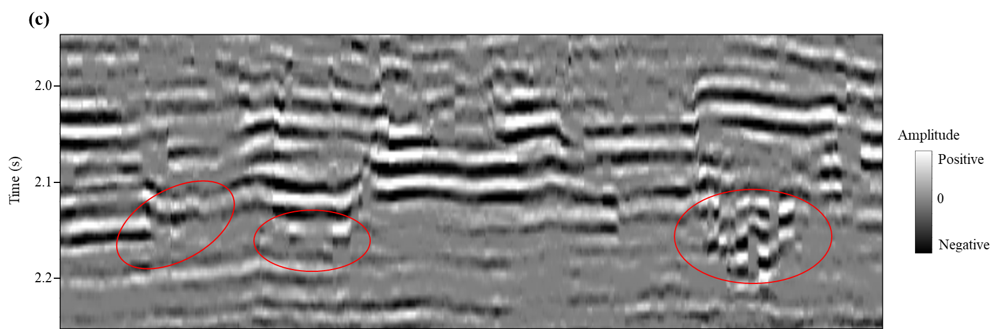 (c)
Time (s)
2.0
2.1
2.2
Amplitude
Positive
0
Negative